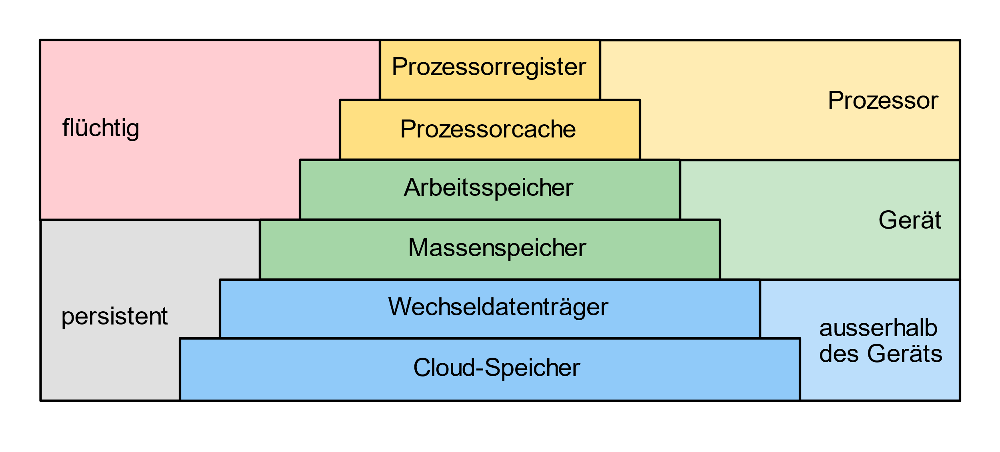 Prozessorregister
Prozessor
flüchtig
Prozessorcache
Arbeitsspeicher
Gerät
Massenspeicher
Wechseldatenträger
persistent
ausserhalb
des Geräts
Cloud-Speicher